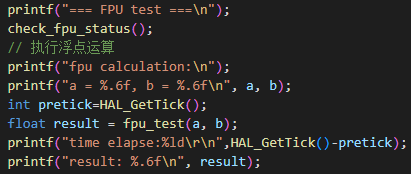 printf("=== FPU test ===\n");
check_fpu_status();
// 执行浮点运算
printf("fpu calculation:\n");
printf("a = %.6f, b = %.6f\n", a, b);
int pretick=HAL_GetTick();
float result = fpu_test(a, b);
printf("time elapse:%ld\r\n",HAL_GetTick()-pretick);
printf("result: %.6f\n", result);